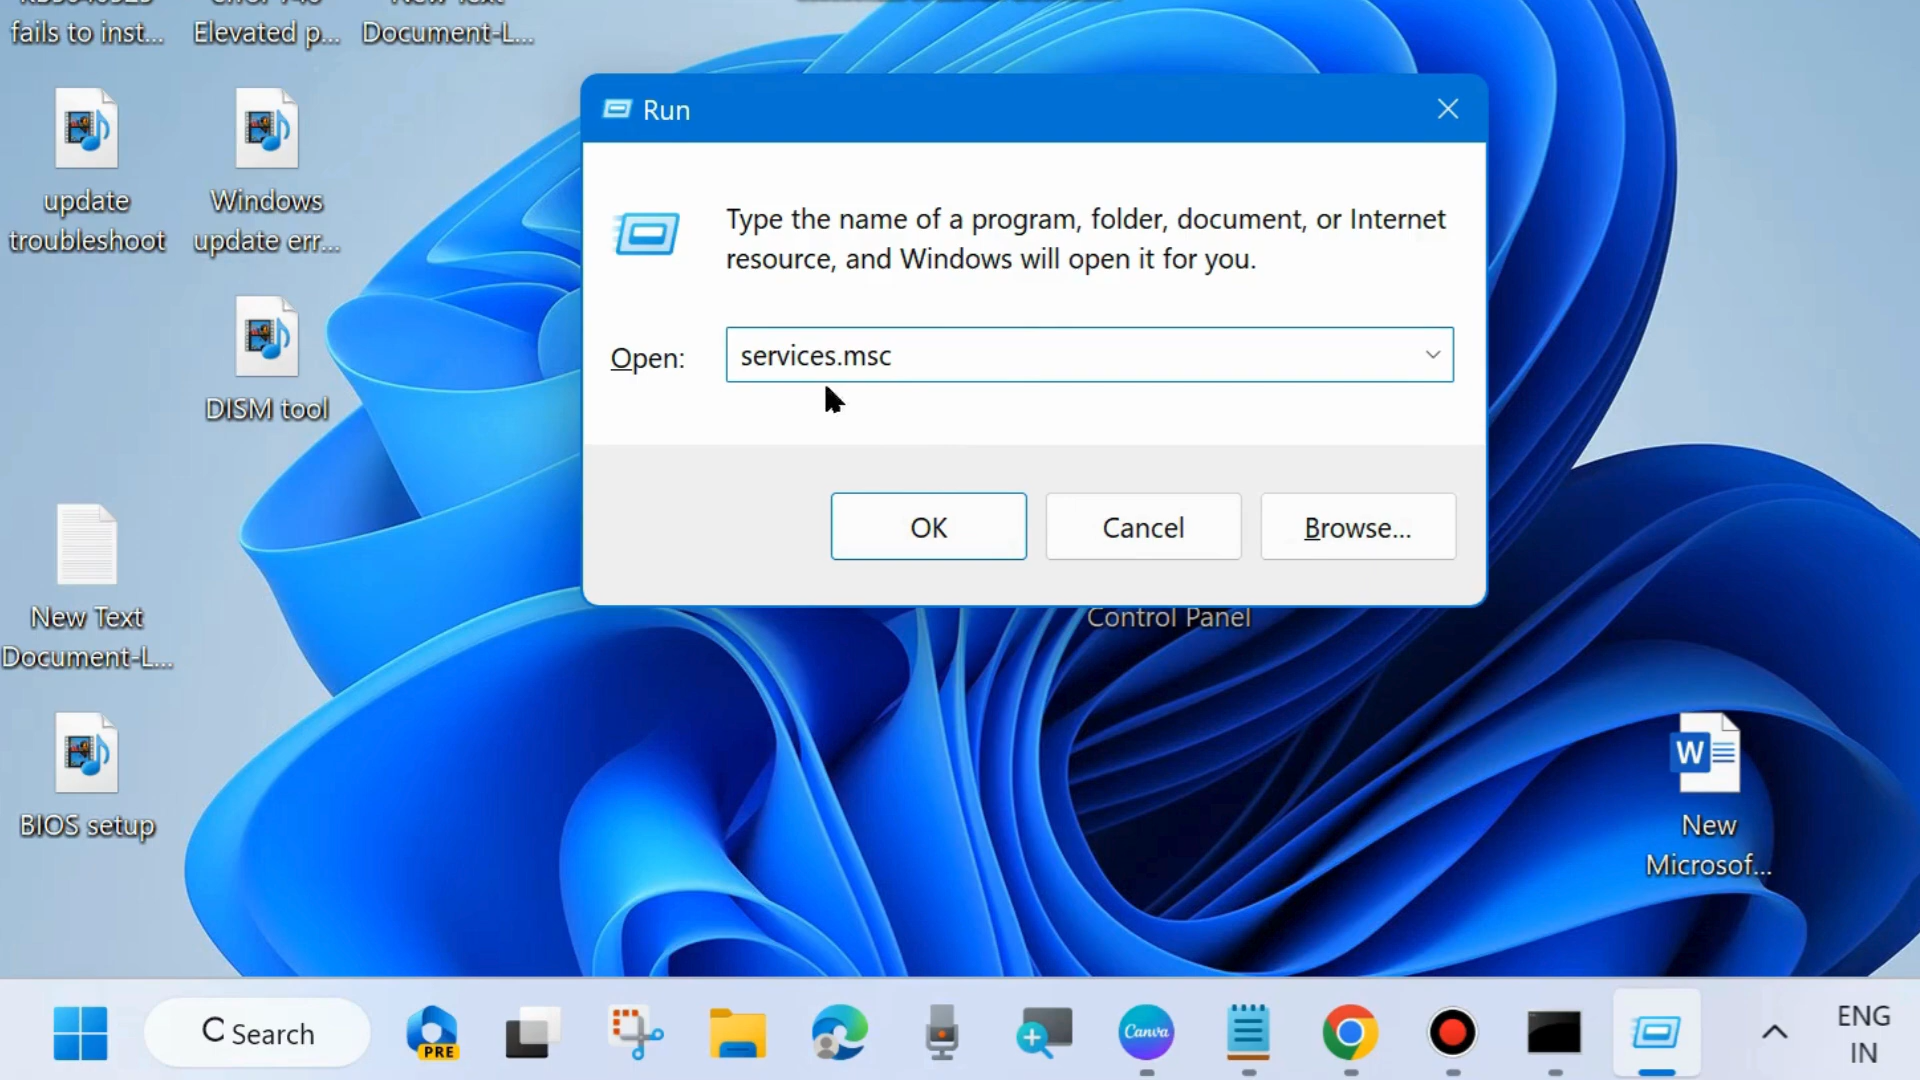 fails to inst...
Elevated p...
Document-L...
update
troubleshoot
Windows
update err...
DISM tool
New Text
Document-L...
BIOS setup
Run
Type the name of a program, folder, document, or Internet
resource, and Windows will open it for you.
Open:
services.msc
OK
Cancel
Browse...
Control Panel
W
New
Microsof...
Search
PRE
Canva
ENG
IN